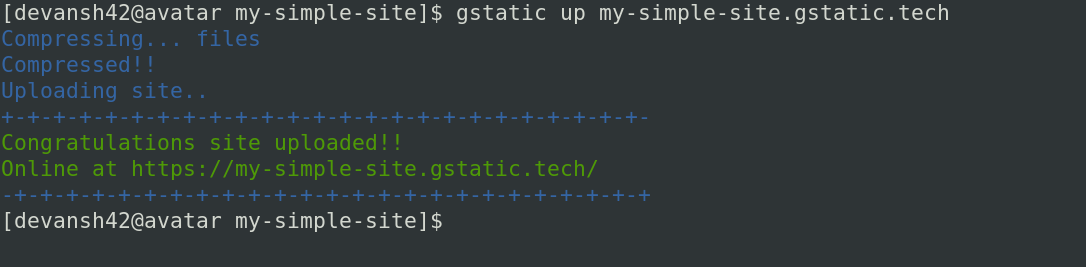 [devansh42@avatar my-simple-site]$ gstatic up my-simple-site.gstatic.tech
Compressing... files
Compressed!!
Uploading site..
+-+-+-+-+-+-+-+-+-+-+-+-+-+-+-+-+-+-+-+-+-+-+-+-+-
Congratulations site uploaded!!
Online at https://my-simple-site.gstatic.tech/
-+-+-+-+-+-+-+-+-+-+-+-+-+-+-+-+-+-+-+-+-+-+-+-+-+
[devansh42@avatar my-simple-site]$